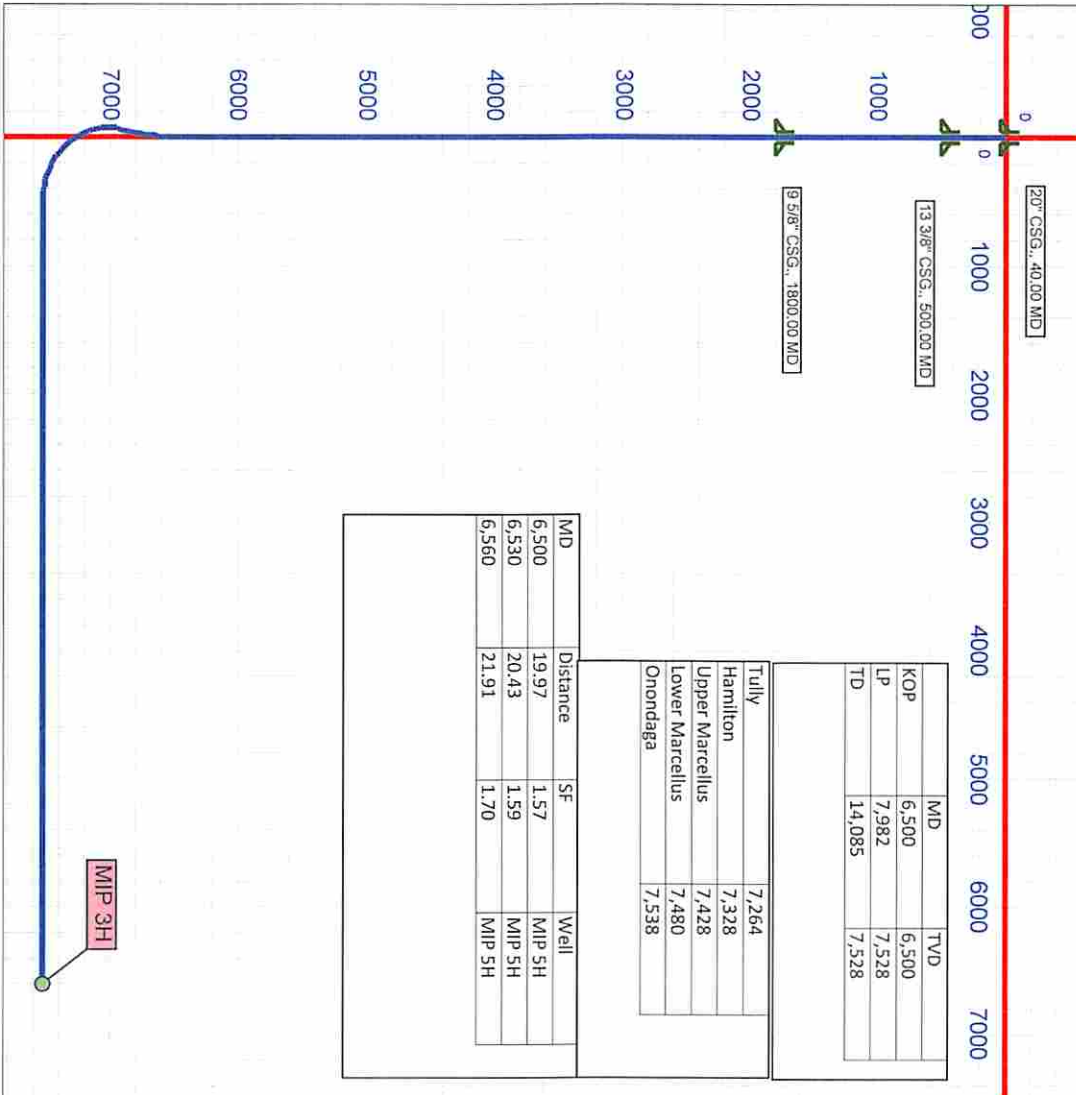 000
0
1000
2000
3000
4000
5000
6000
7000
0
1000
2000
3000
4000
5000
6000
7000
20" CSG., 40.00 MD
13 3/8" CSG., 500.00 MD
9 5/8" CSG., 1800.00 MD
MD TVD
KOP 6,500 6,500
LP 7,982 7,528
TD 14,085 7,528
Tully 7,264
Hamilton 7,328
Upper Marcellus 7,428
Lower Marcellus 7,480
Onondaga 7,538
MD Distance SF Well
6,500 19.97 1.57 MIP 5H
6,530 20.43 1.59 MIP 5H
6,560 21.91 1.70 MIP 5H
MIP 3H